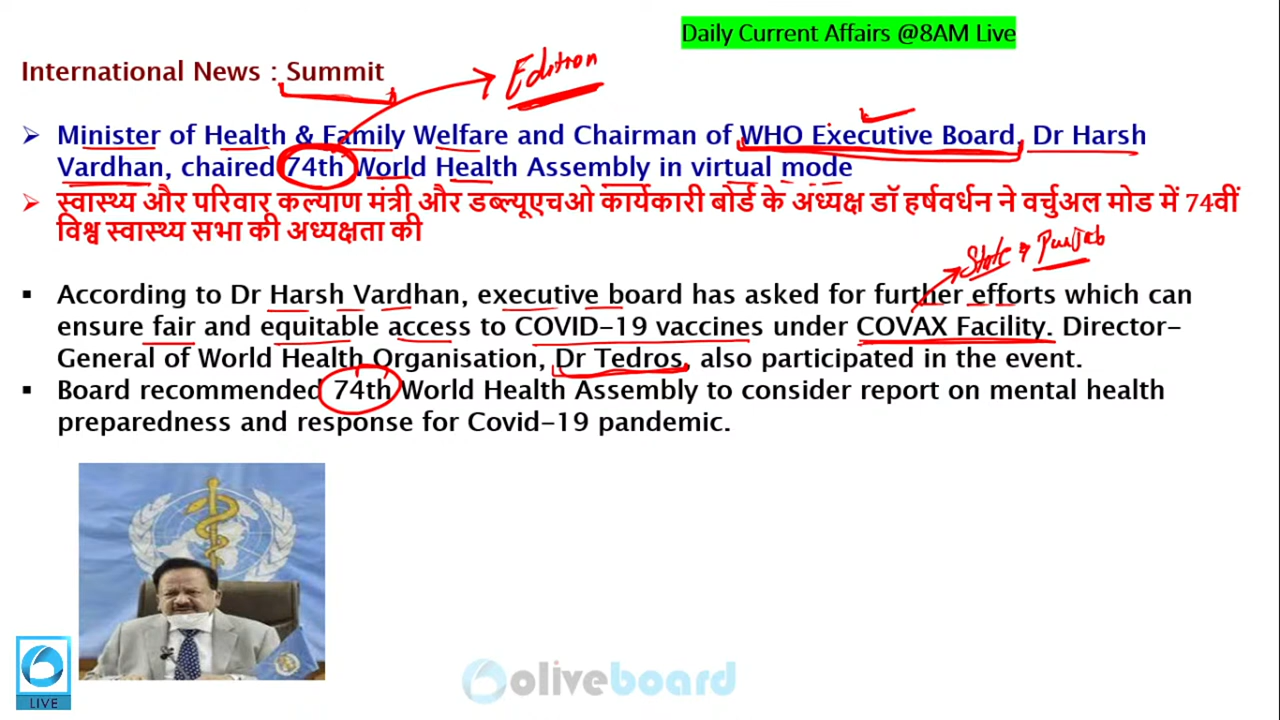 Daily Current Affairs @8AM Live
International News : Summit
Edition
➢ Minister of Health & Family Welfare and Chairman of WHO Executive Board, Dr Harsh
Vardhan, chaired 74th World Health Assembly in virtual mode
➢ स्वास्थ्य और परिवार कल्याण मंत्री और डब्ल्यूएचओ कार्यकारी बोर्ड के अध्यक्ष डॉ हर्षवर्धन ने वर्चुअल मोड में 74वीं
विश्व स्वास्थ्य सभा की अध्यक्षता की
State → Punjab
▪ According to Dr Harsh Vardhan, executive board has asked for further efforts which can
ensure fair and equitable access to COVID-19 vaccines under COVAX Facility. Director-
General of World Health Organisation, Dr Tedros, also participated in the event.
▪ Board recommended 74th World Health Assembly to consider report on mental health
preparedness and response for Covid-19 pandemic.
LIVE
oliveboard